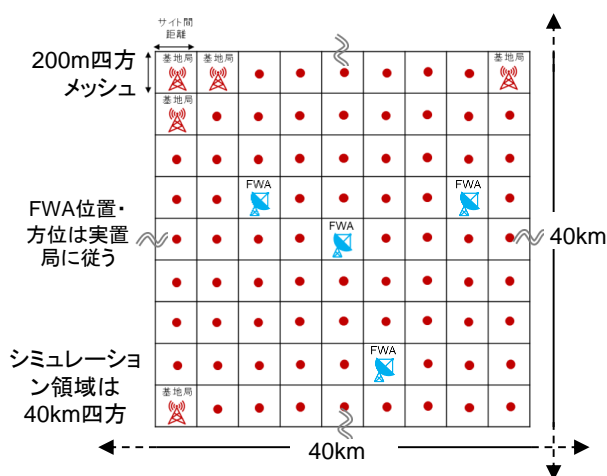 サイト間
距離
200m四方
メッシュ
基地局
基地局
基地局
基地局
FWA
FWA
FWA位置・
方位は実置
局に従う
FWA
40km
FWA
シミュレーショ
ン領域は
40km四方
基地局
40km